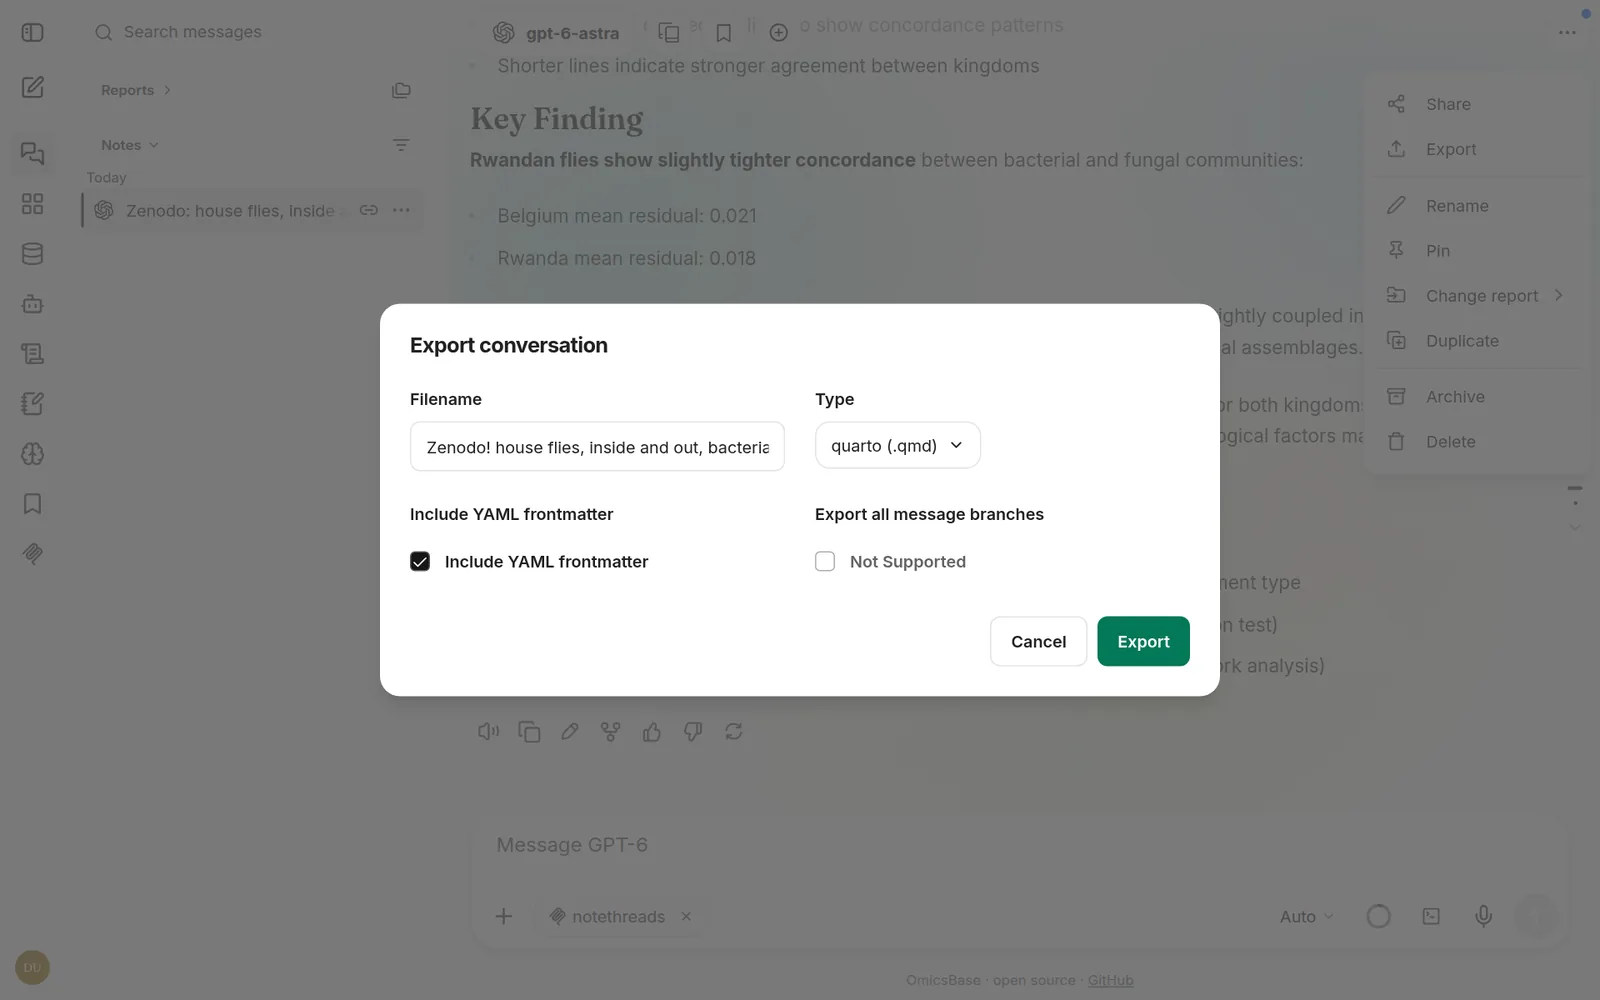 Search messages
gpt-6-astra
o show concordance patterns
Reports
Shorter lines indicate stronger agreement between kingdoms
Notes
Key Finding
Today
Rwandan flies show slightly tighter concordance between bacterial and fungal communities:
Zenodo: house flies, inside
Belgium mean residual: 0.021
Rwanda mean residual: 0.018
Share
Export
Rename
Pin
Change report
Duplicate
Archive
Delete
ightly coupled in
al assemblages.
or both kingdoms
ogical factors ma
Export conversation
Filename
Type
Zenodo! house flies, inside and out, bacteria
quarto (.qmd)
Include YAML frontmatter
Export all message branches
Include YAML frontmatter
Not Supported
Cancel
Export
nent type
n test)
rk analysis)
Message GPT-6
notethreads
Auto
DU
OmicsBase · open source · GitHub